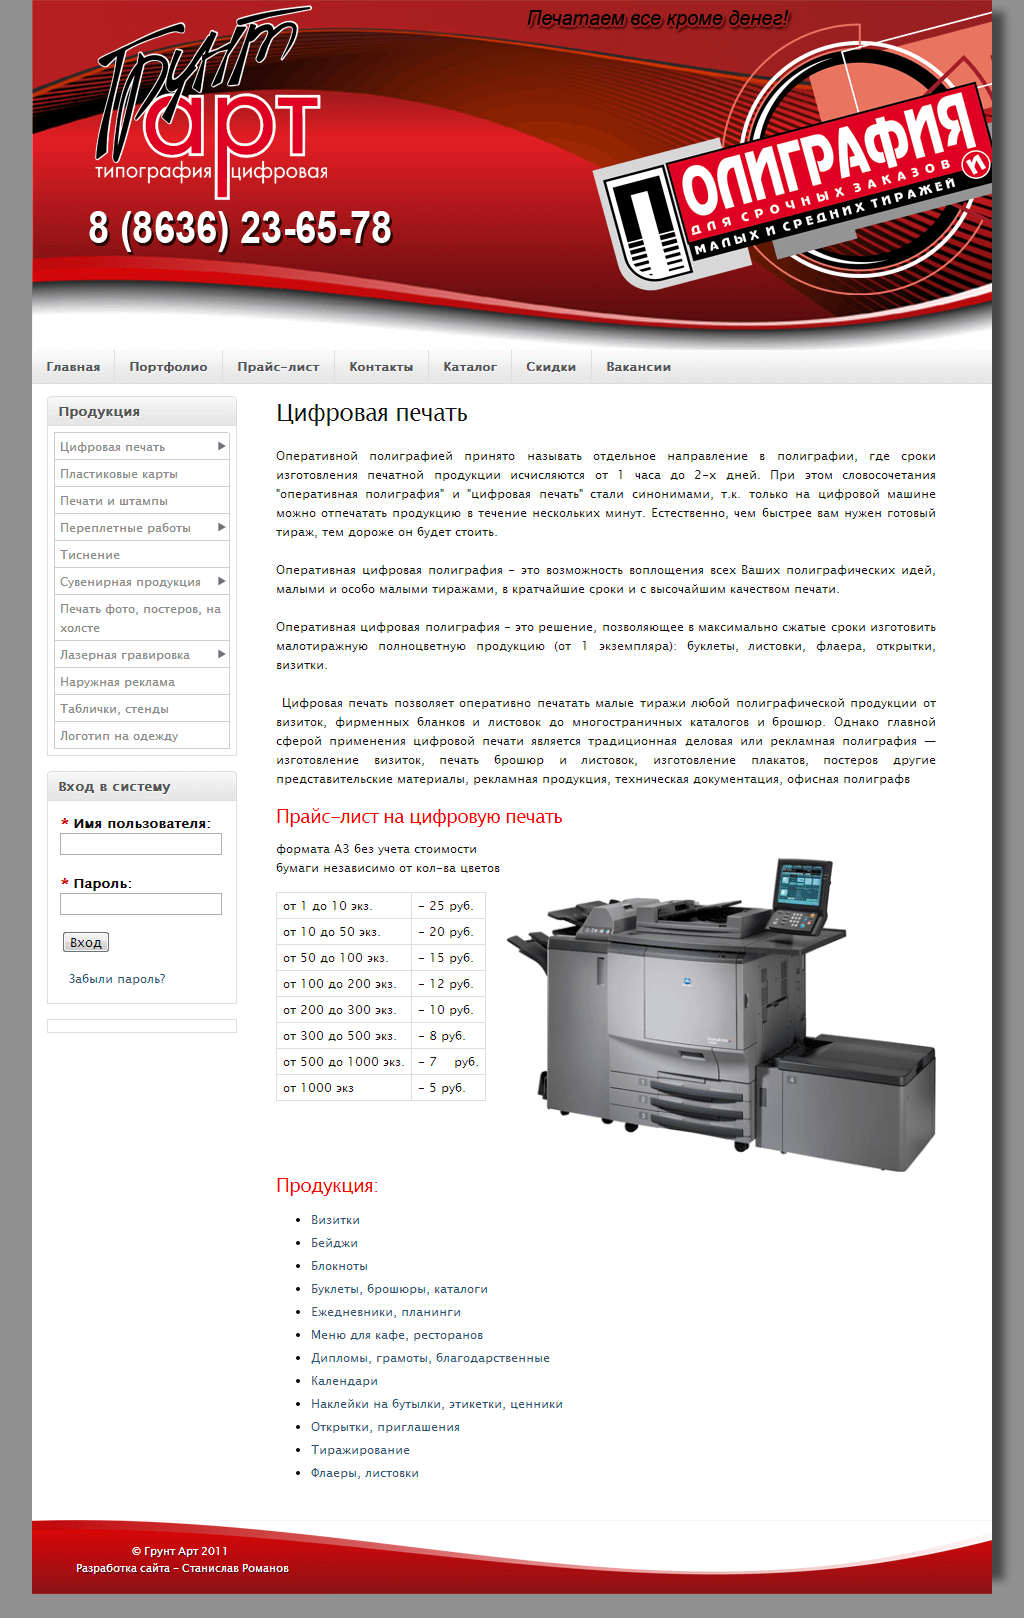 Печатаем все кроме денег!
Грунт
арт
типография цифровая
8 (8636) 23-65-78
ПОЛИГРАФИЯ
ДЛЯ СРОЧНЫХ ЗАКАЗОВ И
МАЛЫХ И СРЕДНИХ ТИРАЖЕЙ
Главная
Портфолио
Прайс-лист
Контакты
Каталог
Скидки
Вакансии
Продукция
Цифровая печать
Пластиковые карты
Печати и штампы
Переплетные работы
Тиснение
Сувенирная продукция
Печать фото, постеров, на
холсте
Лазерная гравировка
Наружная реклама
Таблички, стенды
Логотип на одежду
Вход в систему
* Имя пользователя:
* Пароль:
Вход
Забыли пароль?
Цифровая печать
Оперативной полиграфией принято называть отдельное направление в полиграфии, где сроки
изготовления печатной продукции исчисляются от 1 часа до 2-х дней. При этом словосочетания
"оперативная полиграфия" и "цифровая печать" стали синонимами, т.к. только на цифровой машине
можно отпечатать продукцию в течение нескольких минут. Естественно, чем быстрее вам нужен готовый
тираж, тем дороже он будет стоить.
Оперативная цифровая полиграфия – это возможность воплощения всех Ваших полиграфических идей,
малыми и особо малыми тиражами, в кратчайшие сроки и с высочайшим качеством печати.
Оперативная цифровая полиграфия – это решение, позволяющее в максимально сжатые сроки изготовить
малотиражную полноцветную продукцию (от 1 экземпляра): буклеты, листовки, флаера, открытки,
визитки.
Цифровая печать позволяет оперативно печатать малые тиражи любой полиграфической продукции от
визиток, фирменных бланков и листовок до многостраничных каталогов и брошюр. Однако главной
сферой применения цифровой печати является традиционная деловая или рекламная полиграфия —
изготовление визиток, печать брошюр и листовок, изготовление плакатов, постеров другие
представительские материалы, рекламная продукция, техническая документация, офисная полиграфв
Прайс-лист на цифровую печать
формата А3 без учета стоимости
бумаги независимо от кол-ва цветов
от 1 до 10 экз. – 25 руб.
от 10 до 50 экз. – 20 руб.
от 50 до 100 экз. – 15 руб.
от 100 до 200 экз. – 12 руб.
от 200 до 300 экз. – 10 руб.
от 300 до 500 экз. – 8 руб.
от 500 до 1000 экз. – 7 руб.
от 1000 экз – 5 руб.
Продукция:
Визитки
Бейджи
Блокноты
Буклеты, брошюры, каталоги
Ежедневники, планинги
Меню для кафе, ресторанов
Дипломы, грамоты, благодарственные
Календари
Наклейки на бутылки, этикетки, ценники
Открытки, приглашения
Тиражирование
Флаеры, листовки
© Грунт Арт 2011
Разработка сайта – Станислав Романов